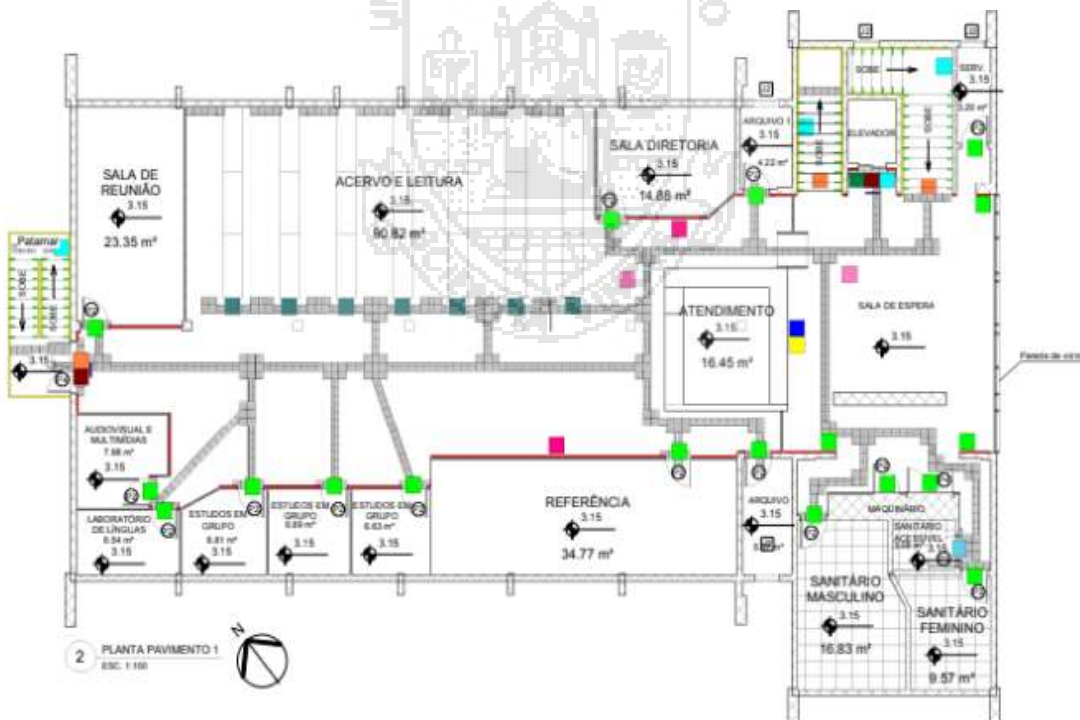 SALA DE
REUNIÃO
3.15
23.35 m²
ACERVO E LEITURA
3.15
90.82 m²
SALA DIRETORIA
3.15
14.88 m²
ARQUIVO 1
3.15
4.22 m²
SOBE
SOBE
ELEVADOR
SOBE
SERV.
3.15
Patamar
SOBE
SOBE
3.15
ATENDIMENTO
3.15
16.45 m²
SALA DE ESPERA
3.15
AUDIOVISUAL E
MULTIMÍDIAS
3.15
LABORATÓRIO
DE LÍNGUAS
3.15
ESTUDOS EM
GRUPO
3.15
ESTUDOS EM
GRUPO
3.15
ESTUDOS EM
GRUPO
6.63 m²
3.15
REFERÊNCIA
3.15
34.77 m²
ARQUIVO
3.15
MAQUINÁRIO
SANITÁRIO
ACESSÍVEL
3.15
SANITÁRIO
MASCULINO
3.15
16.83 m²
SANITÁRIO
FEMININO
3.15
9.57 m²
2
PLANTA PAVIMENTO 1
ESC. 1:100
N